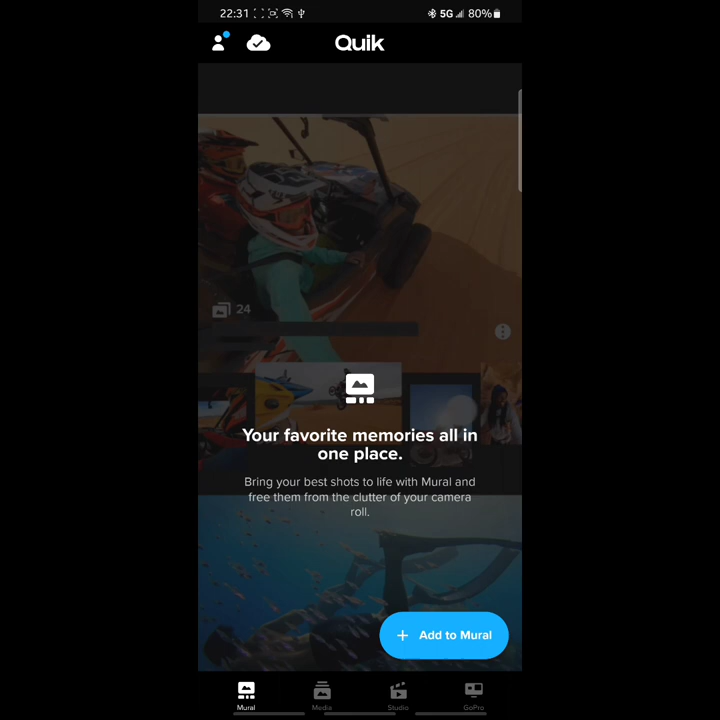 22:31
5G
80%
Quik
24
Your favorite memories all in
one place.
Bring your best shots to life with Mural and
free them from the clutter of your camera
roll.
+ Add to Mural
Mural
Media
Studio
GoPro